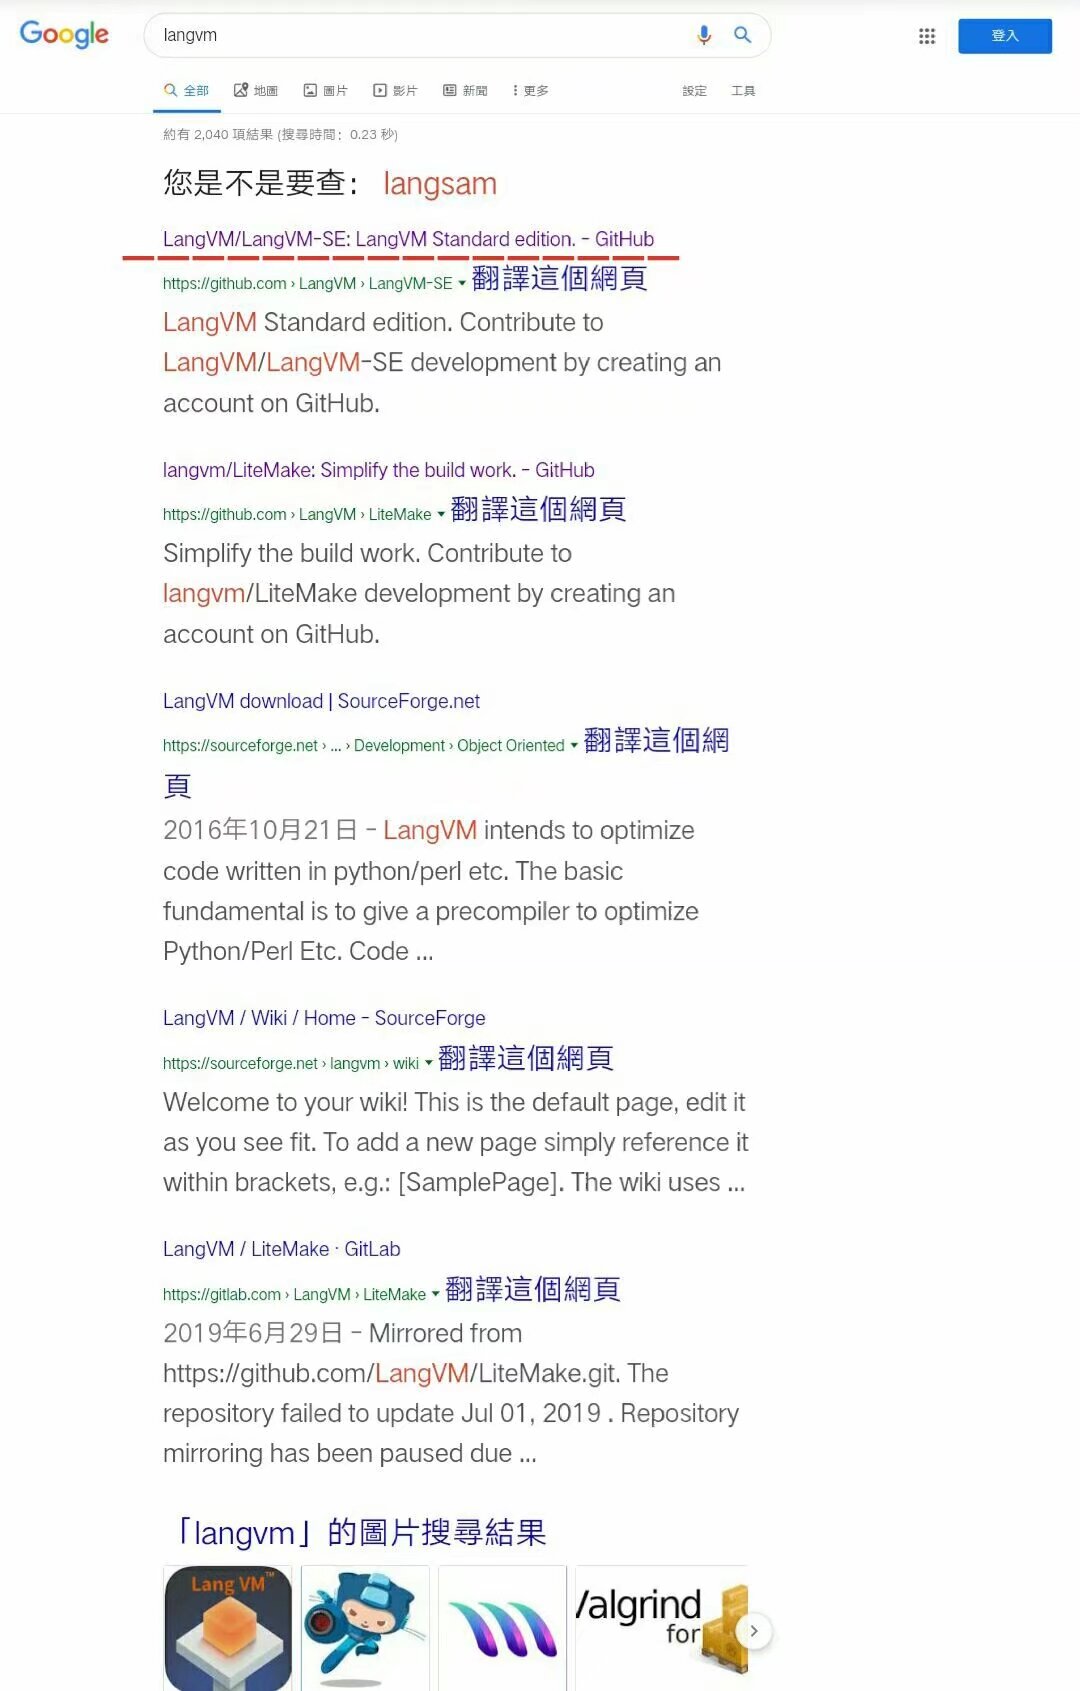 Google
langvm
登入
全部 地圖 圖片 影片 新聞 更多 設定 工具
約有 2,040 項結果 (搜尋時間：0.23 秒)
您是不是要查： langsam
LangVM/LangVM-SE: LangVM Standard edition. - GitHub
https://github.com › LangVM › LangVM-SE 翻譯這個網頁
LangVM Standard edition. Contribute to
LangVM/LangVM-SE development by creating an
account on GitHub.
langvm/LiteMake: Simplify the build work. - GitHub
https://github.com › LangVM › LiteMake 翻譯這個網頁
Simplify the build work. Contribute to
langvm/LiteMake development by creating an
account on GitHub.
LangVM download | SourceForge.net
https://sourceforge.net › ... › Development › Object Oriented 翻譯這個網
頁
2016年10月21日 - LangVM intends to optimize
code written in python/perl etc. The basic
fundamental is to give a precompiler to optimize
Python/Perl Etc. Code ...
LangVM / Wiki / Home - SourceForge
https://sourceforge.net › langvm › wiki 翻譯這個網頁
Welcome to your wiki! This is the default page, edit it
as you see fit. To add a new page simply reference it
within brackets, e.g.: [SamplePage]. The wiki uses ...
LangVM / LiteMake · GitLab
https://gitlab.com › LangVM › LiteMake 翻譯這個網頁
2019年6月29日 - Mirrored from
https://github.com/LangVM/LiteMake.git. The
repository failed to update Jul 01, 2019 . Repository
mirroring has been paused due ...
「langvm」的圖片搜尋結果
Lang VM™
Valgrind
for